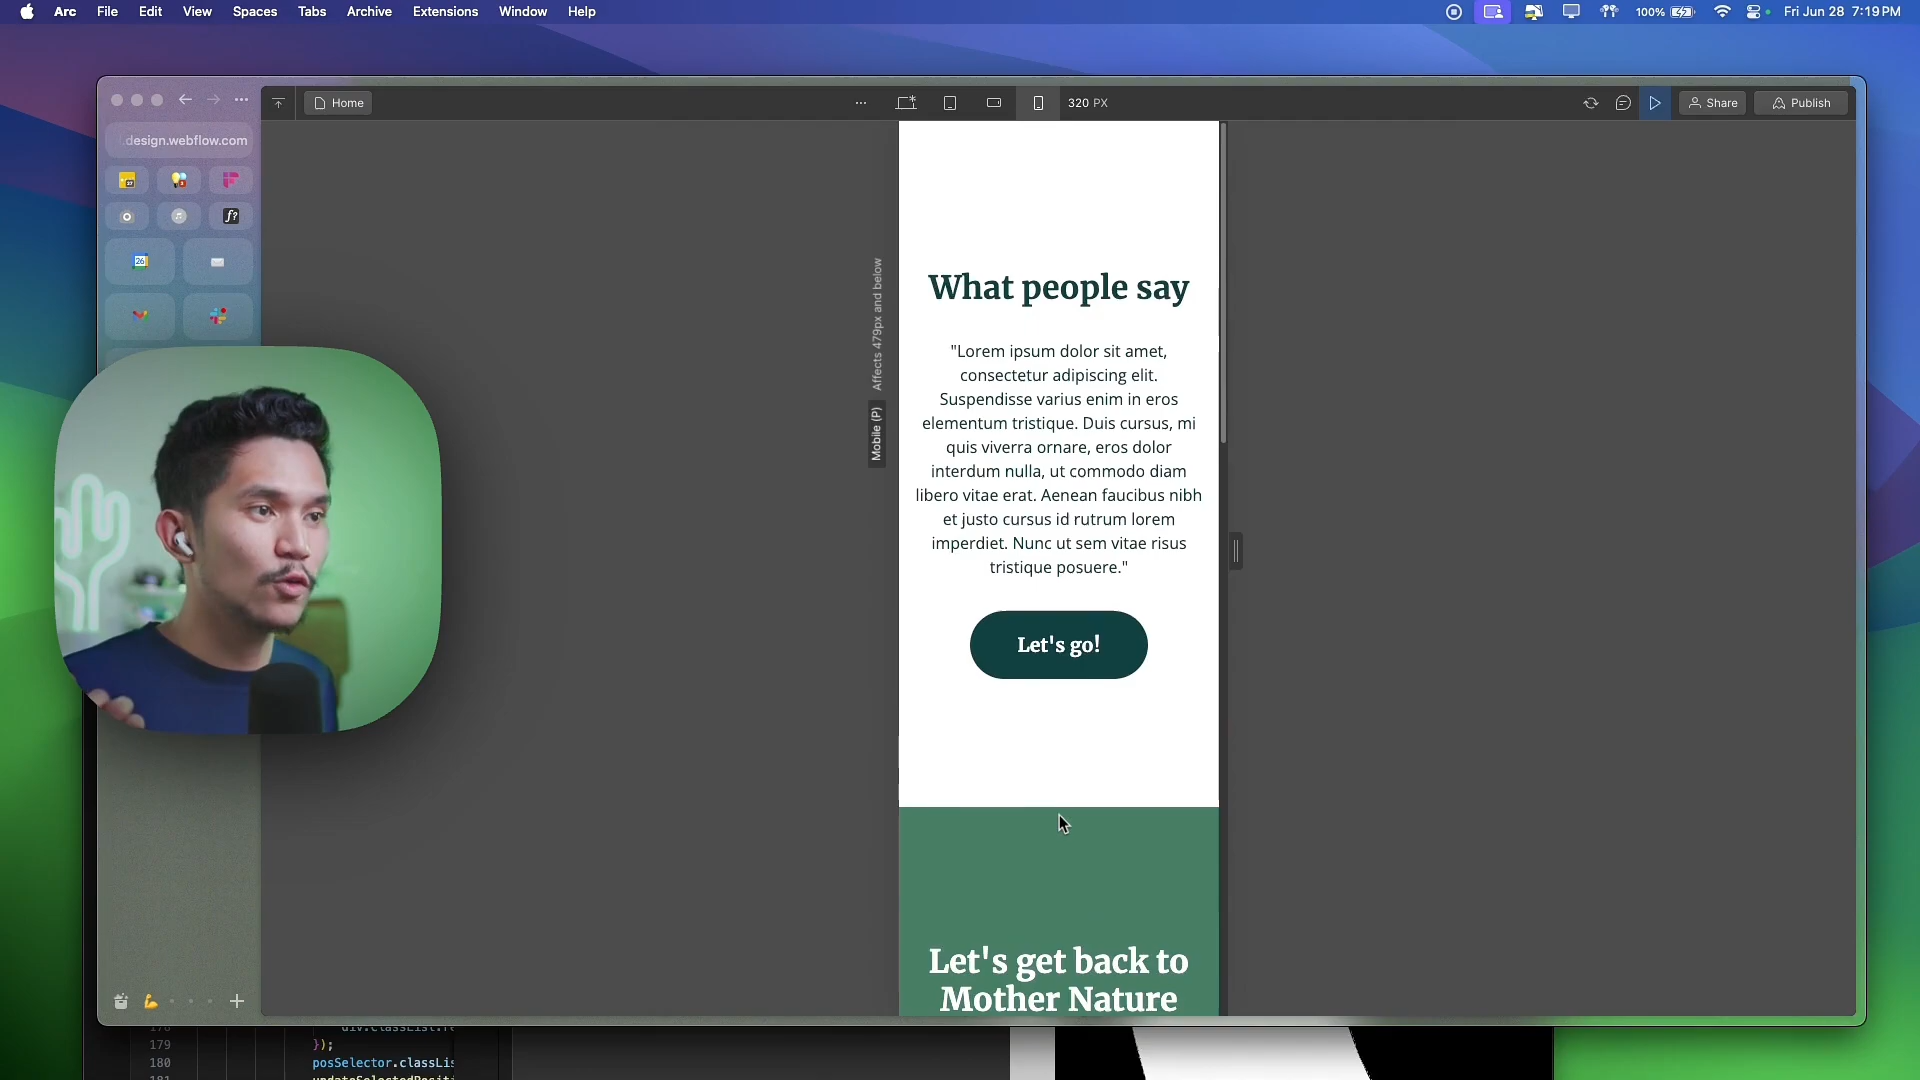 Arc File Edit View Spaces Tabs Archive Extensions Window Help
100% Fri Jun 28 7:19 PM
Home
320 PX
Share
Publish
design.webflow.com
f?
26
Affects 479px and below
Mobile (P)
What people say
"Lorem ipsum dolor sit amet,
consectetur adipiscing elit.
Suspendisse varius enim in eros
elementum tristique. Duis cursus, mi
quis viverra ornare, eros dolor
interdum nulla, ut commodo diam
libero vitae erat. Aenean faucibus nibh
et justo cursus id rutrum lorem
imperdiet. Nunc ut sem vitae risus
tristique posuere."
Let's go!
Let's get back to
Mother Nature
179 });
180 posSelector.classLis